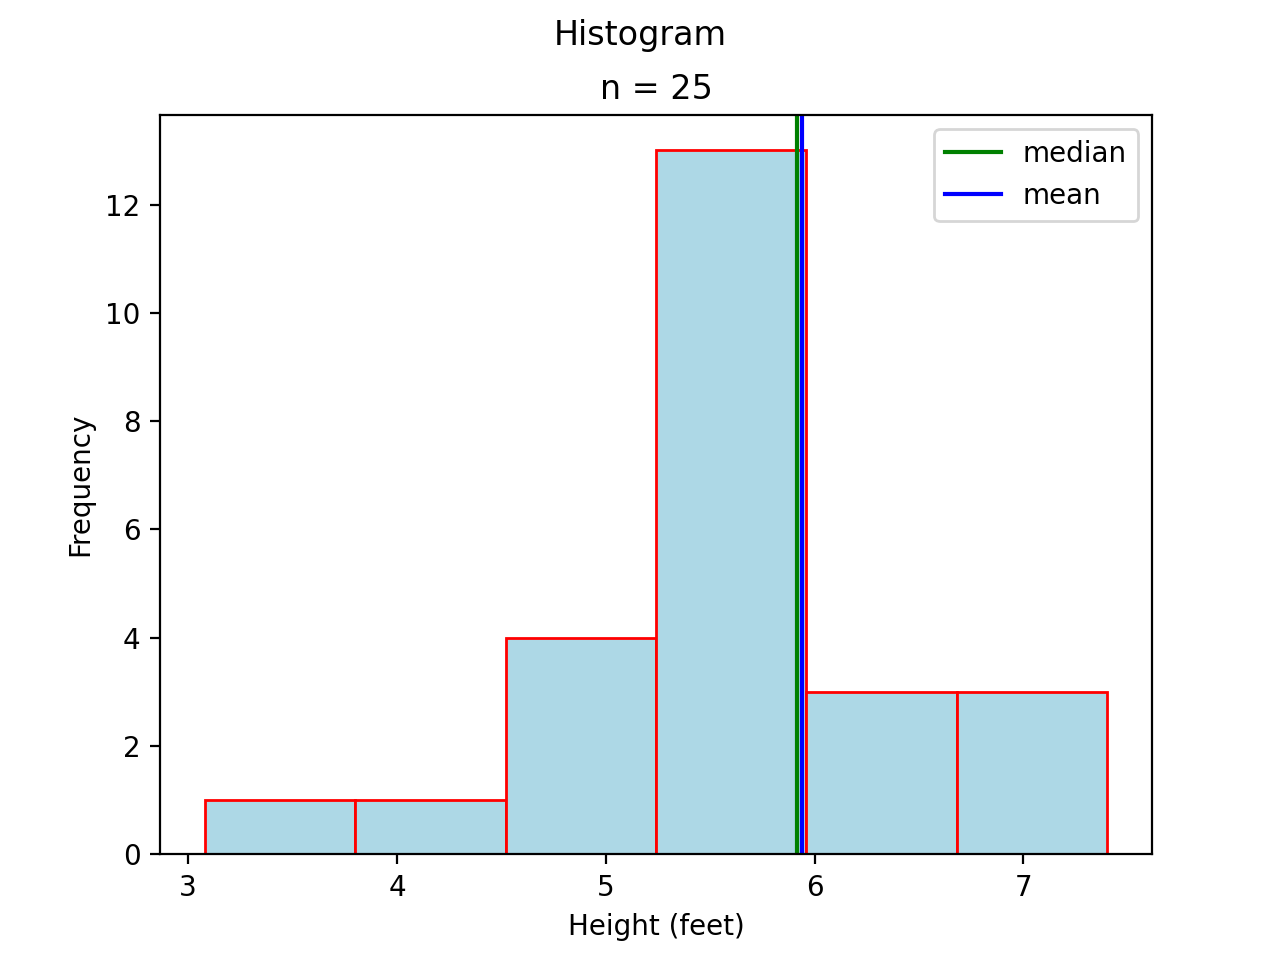 Histogram
n = 25
median
mean
12
10
8
6
4
2
0
Frequency
3 4 5 6 7
Height (feet)